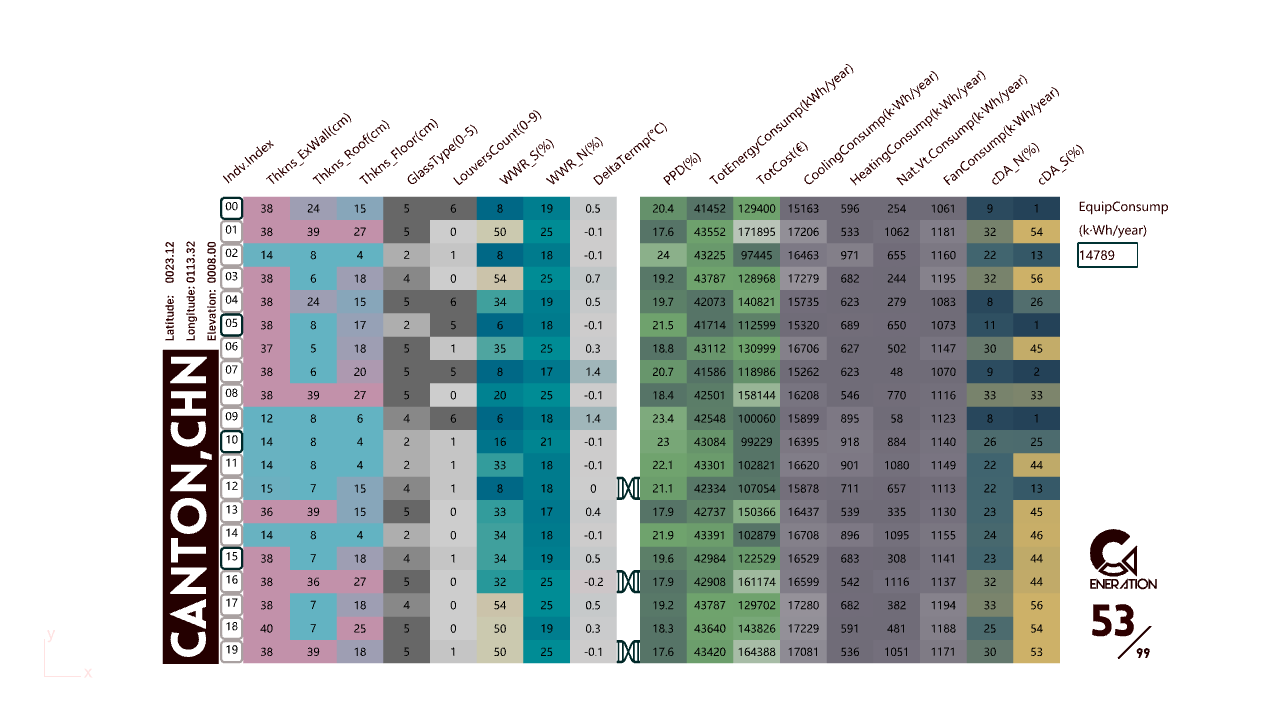 Indv.Index Thkns_ExWall(cm) Thkns_Roof(cm) Thkns_Floor(cm) GlassType(0-5) LouversCount(0-9) WWR_S(%) WWR_N(%) DeltaTermp(°C) PPD(%) TotEnergyConsump(kWh/year) TotCost(€) CoolingConsump(k·Wh/year) HeatingConsump(k·Wh/year) Nat.Vt.Consump(k·Wh/year) FanConsump(k·Wh/year) cDA_N(%) cDA_S(%)
00 38 24 15 5 6 8 19 0.5 20.4 41452 129400 15163 596 254 1061 9 1
01 38 39 27 5 0 50 25 -0.1 17.6 43552 171895 17206 533 1062 1181 32 54
02 14 8 4 2 1 8 18 -0.1 24 43225 97445 16463 971 655 1160 22 13
03 38 6 18 4 0 54 25 0.7 19.2 43787 128968 17279 682 244 1195 32 56
04 38 24 15 5 6 34 19 0.5 19.7 42073 140821 15735 623 279 1083 8 26
05 38 8 17 2 5 6 18 -0.1 21.5 41714 112599 15320 689 650 1073 11 1
06 37 5 18 5 1 35 25 0.3 18.8 43112 130999 16706 627 502 1147 30 45
07 38 6 20 5 5 8 17 1.4 20.7 41586 118986 15262 623 48 1070 9 2
08 38 39 27 5 0 20 25 -0.1 18.4 42501 158144 16208 546 770 1116 33 33
09 12 8 6 4 6 6 18 1.4 23.4 42548 100060 15899 895 58 1123 8 1
10 14 8 4 2 1 16 21 -0.1 23 43084 99229 16395 918 884 1140 26 25
11 14 8 4 2 1 33 18 -0.1 22.1 43301 102821 16620 901 1080 1149 22 44
12 15 7 15 4 1 8 18 0 21.1 42334 107054 15878 711 657 1113 22 13
13 36 39 15 5 0 33 17 0.4 17.9 42737 150366 16437 539 335 1130 23 45
14 14 8 4 2 0 34 18 -0.1 21.9 43391 102879 16708 896 1095 1155 24 46
15 38 7 18 4 1 34 19 0.5 19.6 42984 122529 16529 683 308 1141 23 44
16 38 36 27 5 0 32 25 -0.2 17.9 42908 161174 16599 542 1116 1137 32 44
17 38 7 18 4 0 54 25 0.5 19.2 43787 129702 17280 682 382 1194 33 56
18 40 7 25 5 0 50 19 0.3 18.3 43640 143826 17229 591 481 1188 25 54
19 38 39 18 5 1 50 25 -0.1 17.6 43420 164388 17081 536 1051 1171 30 53
Latitude: 0023.12
Longitude: 0113.32
Elevation: 0008.00
CANTON,CHN
EquipConsump
(k·Wh/year)
14789
ENERATION
53/99
y
x